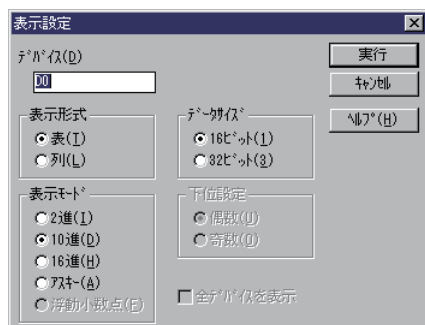 表示設定
ﾃﾞﾊﾞｲｽ(D)
D0
実行
ｷｬﾝｾﾙ
ﾍﾙﾌﾟ(H)
表示形式
表(T)
列(L)
ﾃﾞｰﾀｻｲｽﾞ
16ﾋﾞｯﾄ(1)
32ﾋﾞｯﾄ(3)
表示ﾓｰﾄﾞ
2進(I)
10進(D)
16進(H)
ｱｽｷｰ(A)
浮動小数点(F)
下位設定
偶数(U)
奇数(O)
全ﾃﾞﾊﾞｲｽを表示